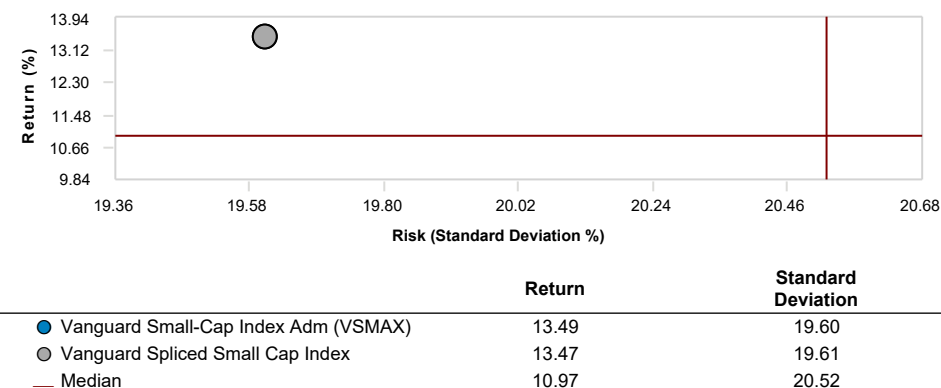 13.94
13.12
12.30
11.48
10.66
9.84
Return (%)
19.36 19.58 19.80 20.02 20.24 20.46 20.68
Risk (Standard Deviation %)
Return Standard Deviation
Vanguard Small-Cap Index Adm (VSMAX) 13.49 19.60
Vanguard Spliced Small Cap Index 13.47 19.61
Median 10.97 20.52